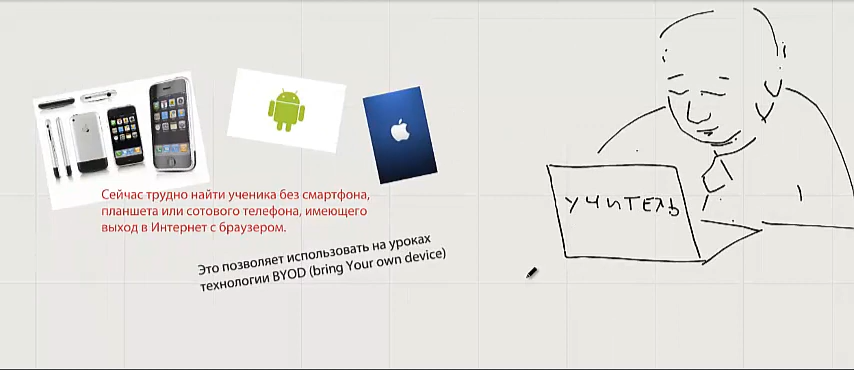 Сейчас трудно найти ученика без смартфона,
планшета или сотового телефона, имеющего
выход в Интернет с браузером.
Это позволяет использовать на уроках
технологии BYOD (bring Your own device)
УЧИТЕЛЬ